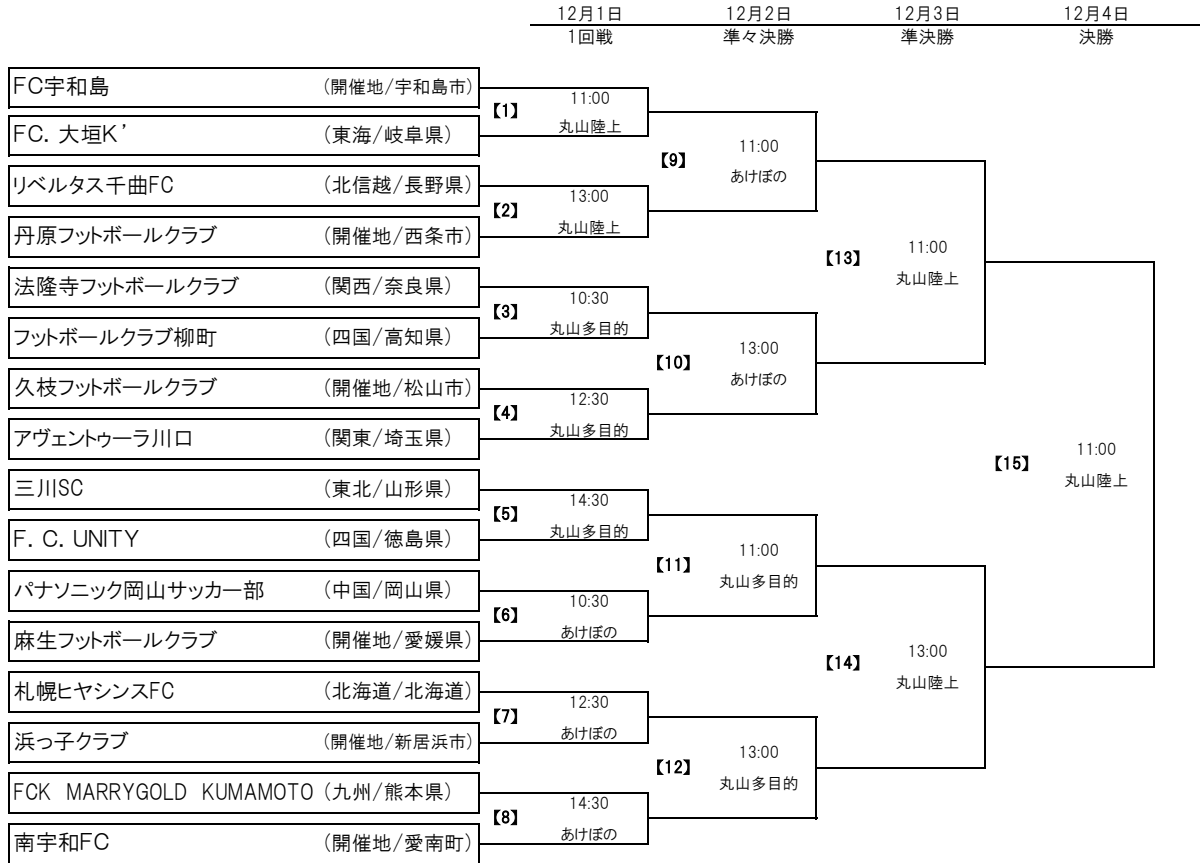 12月1日 12月2日 12月3日 12月4日
1回戦 準々決勝 準決勝 決勝
FC宇和島 (開催地/宇和島市)
【1】 11:00
丸山陸上
FC. 大垣K’ (東海/岐阜県)
【9】 11:00
あけぼの
リベルタス千曲FC (北信越/長野県)
【2】 13:00
丸山陸上
丹原フットボールクラブ (開催地/西条市)
【13】 11:00
丸山陸上
法隆寺フットボールクラブ (関西/奈良県)
【3】 10:30
丸山多目的
フットボールクラブ柳町 (四国/高知県)
【10】 13:00
あけぼの
久枝フットボールクラブ (開催地/松山市)
【4】 12:30
丸山多目的
アヴェントゥーラ川口 (関東/埼玉県)
【15】 11:00
丸山陸上
三川SC (東北/山形県)
【5】 14:30
丸山多目的
F. C. UNITY (四国/徳島県)
【11】 11:00
丸山多目的
パナソニック岡山サッカー部 (中国/岡山県)
【6】 10:30
あけぼの
麻生フットボールクラブ (開催地/愛媛県)
【14】 13:00
丸山陸上
札幌ヒヤシンスFC (北海道/北海道)
【7】 12:30
あけぼの
浜っ子クラブ (開催地/新居浜市)
【12】 13:00
丸山多目的
FCK MARRYGOLD KUMAMOTO (九州/熊本県)
【8】 14:30
あけぼの
南宇和FC (開催地/愛南町)